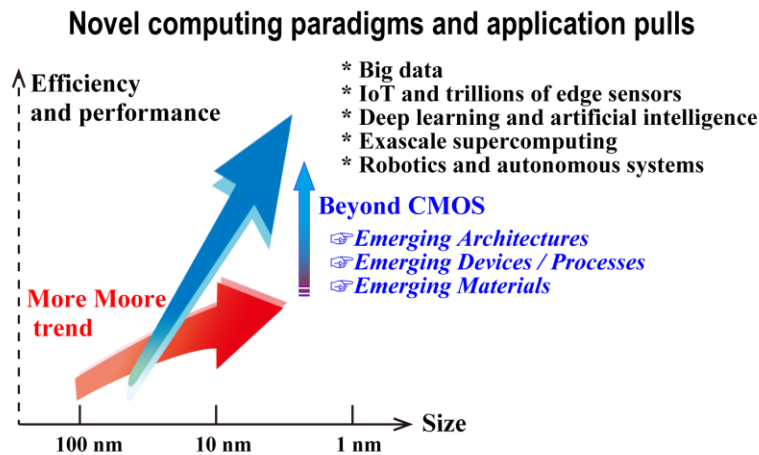 Novel computing paradigms and application pulls
Efficiency
and performance
* Big data
* IoT and trillions of edge sensors
* Deep learning and artificial intelligence
* Exascale supercomputing
* Robotics and autonomous systems
Beyond CMOS
☞Emerging Architectures
☞Emerging Devices / Processes
☞Emerging Materials
More Moore
trend
Size
100 nm
10 nm
1 nm